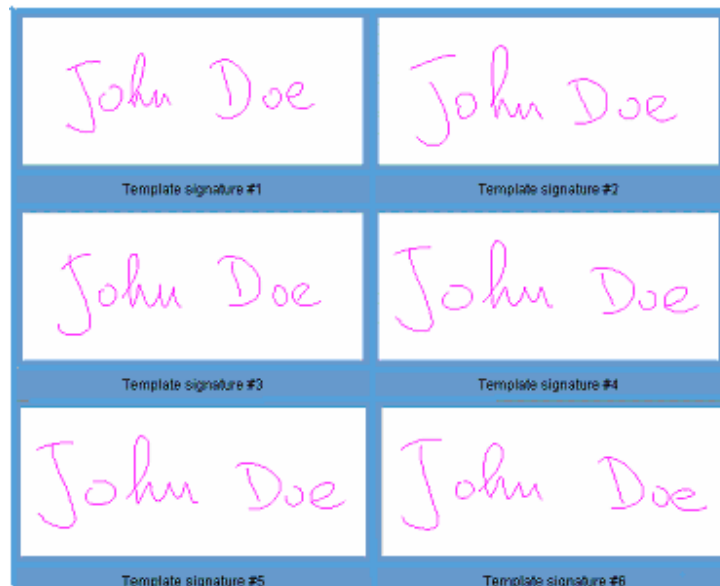 John Doe
John Doe
Template signature #1
Template signature #2
John Doe
John Doe
Template signature #3
Template signature #4
John Doe
John Doe
Template signature #5
Template signature #6